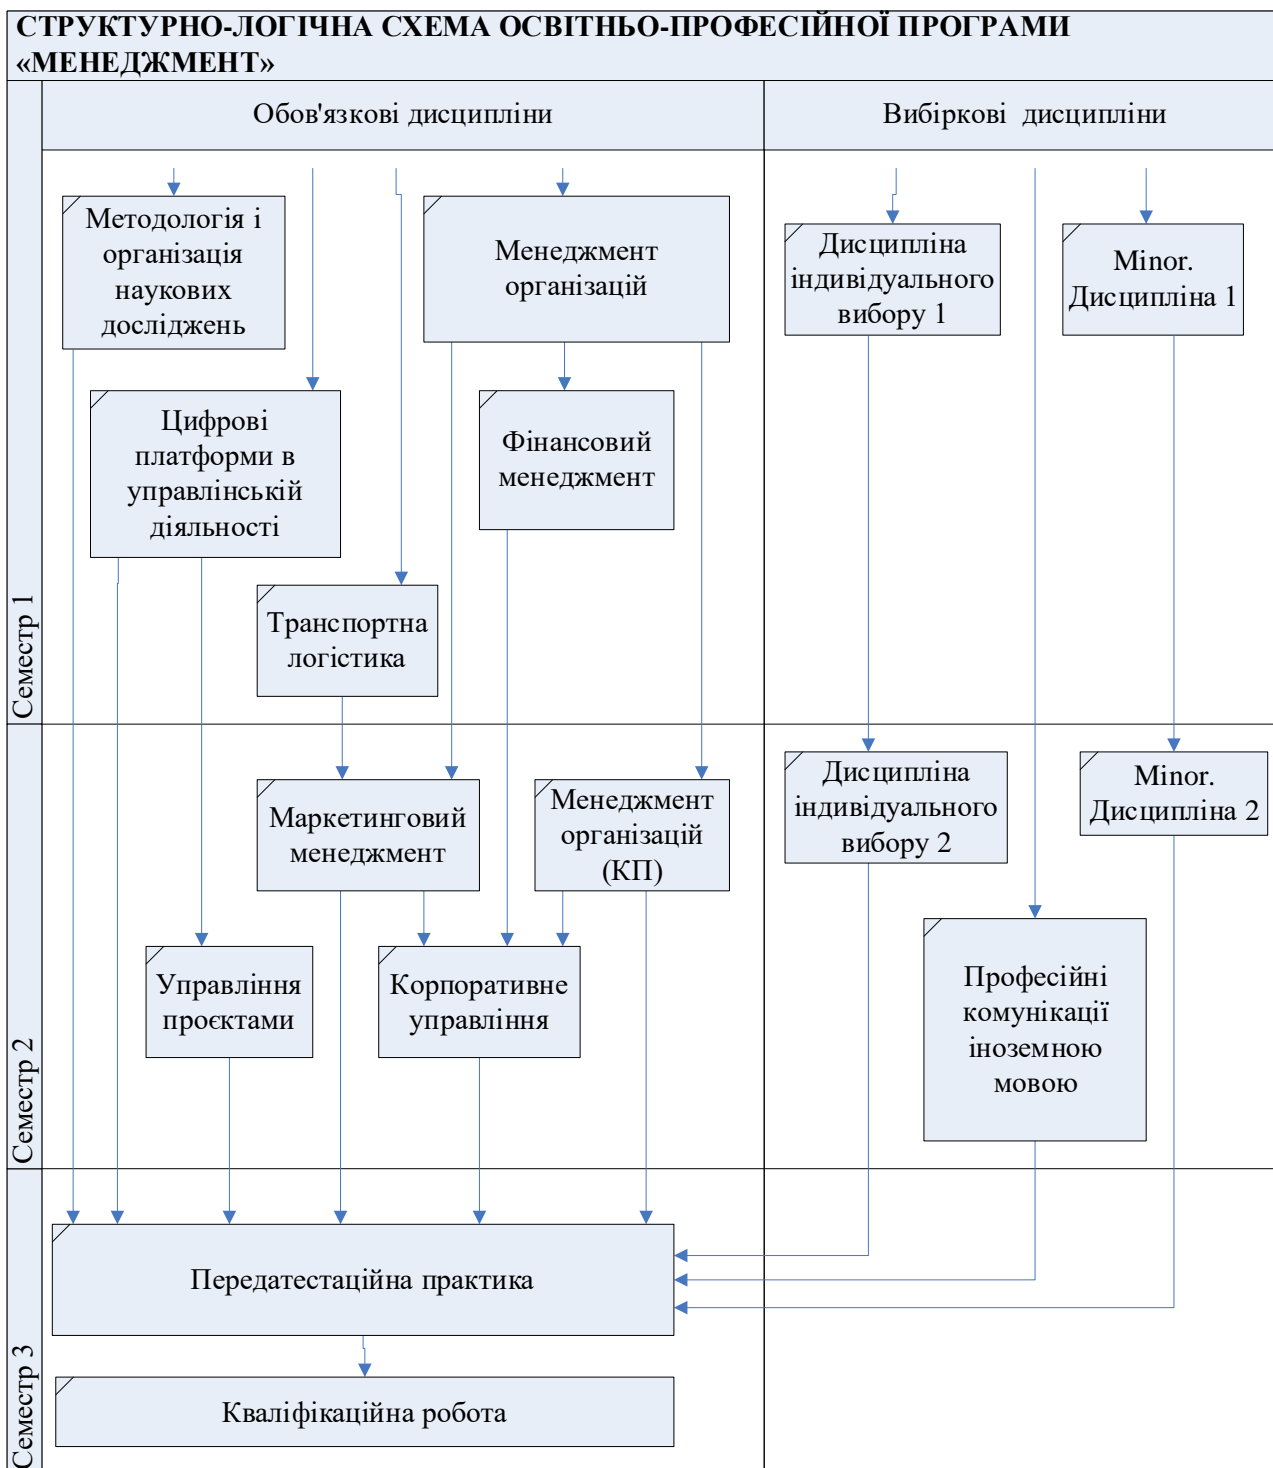 СТРУКТУРНО-ЛОГІЧНА СХЕМА ОСВІТНЬО-ПРОФЕСІЙНОЇ ПРОГРАМИ
«МЕНЕДЖМЕНТ»
Обов'язкові дисципліни
Вибіркові дисципліни
Семестр 1
Методологія і
організація
наукових
досліджень
Менеджмент
організацій
Дисципліна
індивідуального
вибору 1
Minor.
Дисципліна 1
Цифрові
платформи в
управлінській
діяльності
Фінансовий
менеджмент
Транспортна
логістика
Семестр 2
Маркетинговий
менеджмент
Менеджмент
організацій
(КП)
Дисципліна
індивідуального
вибору 2
Minor.
Дисципліна 2
Управління
проєктами
Корпоративне
управління
Професійні
комунікації
іноземною
мовою
Семестр 3
Передатестаційна практика
Кваліфікаційна робота